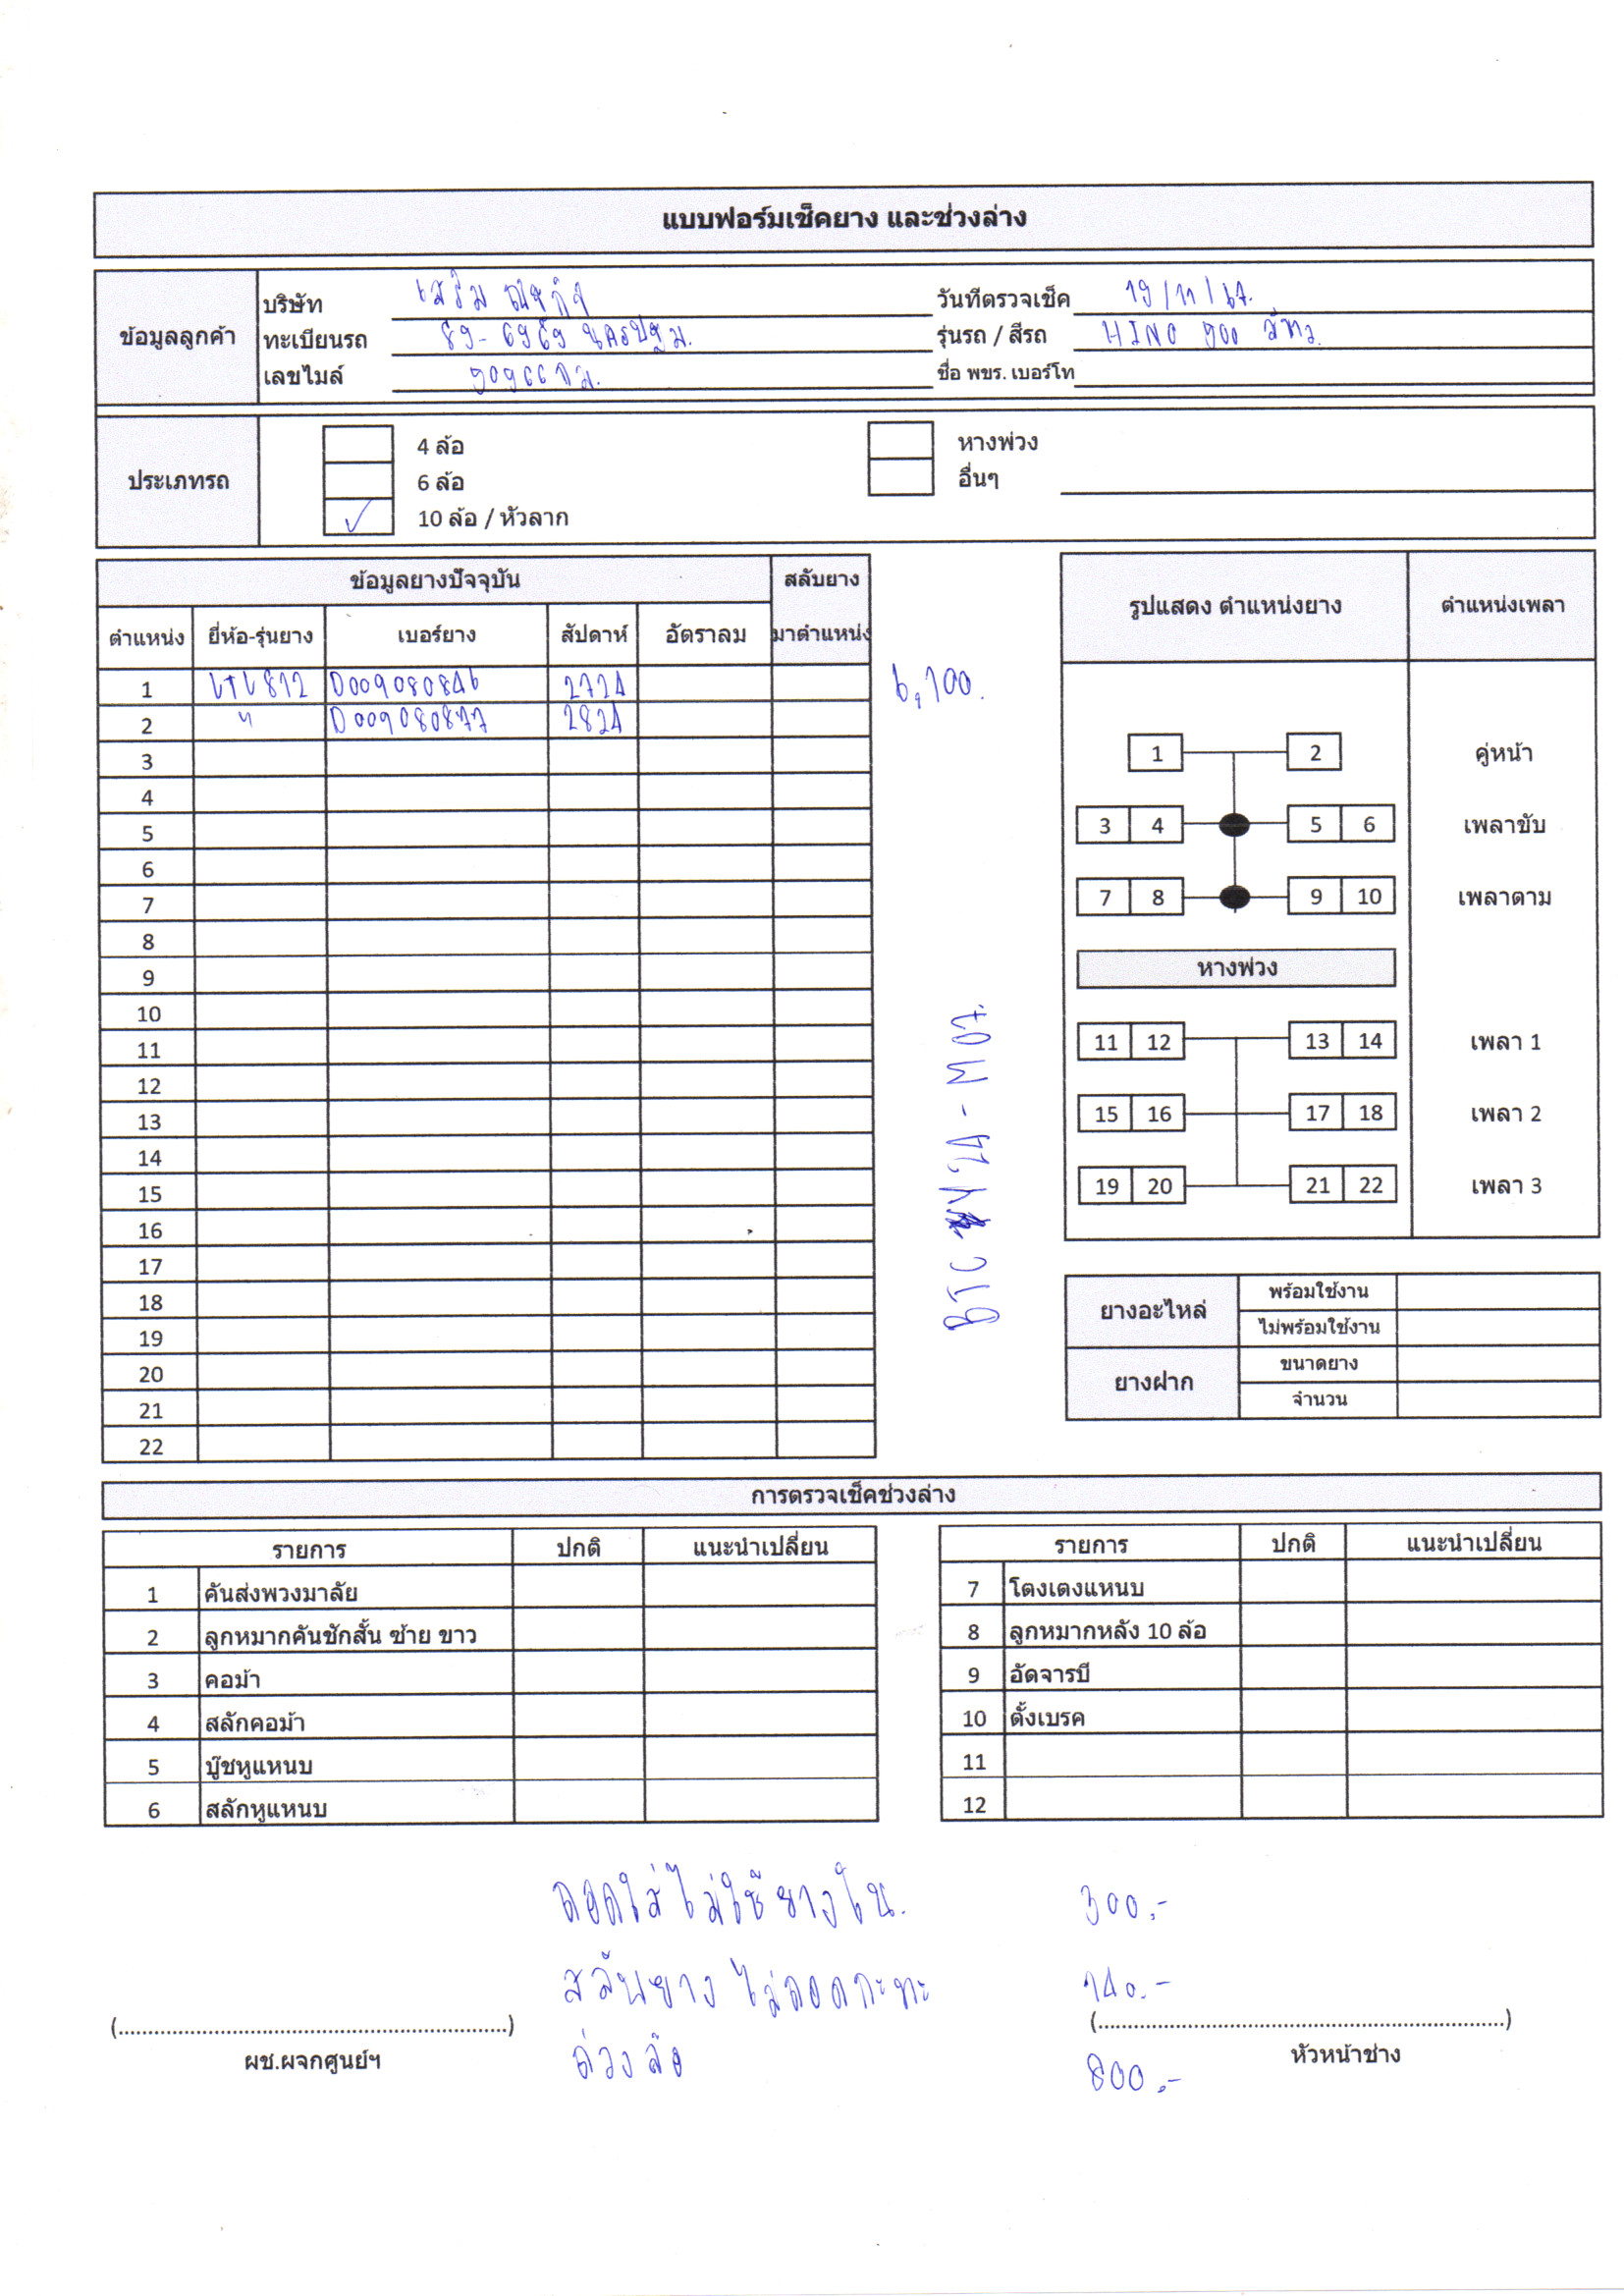 แบบฟอร์มเช็คยาง และช่วงล่าง
ข้อมูลลูกค้า
บริษัท เสริม วันที่ตรวจเช็ค 19/11/67.
ทะเบียนรถ นครปฐม. รุ่นรถ / สีรถ HINO 500
เลขไมล์ กม. ชื่อ พขร. เบอร์โท
ประเภทรถ
4 ล้อ หางพ่วง
6 ล้อ อื่นๆ
✓ 10 ล้อ / หัวลาก
ข้อมูลยางปัจจุบัน สลับยาง
ตำแหน่ง ยี่ห้อ-รุ่นยาง เบอร์ยาง สัปดาห์ อัตราลม มาตำแหน่ง
1 D009080846 2724 6,100.
2 " D009080877 2824
3
4
5
6
7
8
9
10
11
12
13
14
15
16
17
18
19
20
21
22
BTC 24-M07.
รูปแสดง ตำแหน่งยาง ตำแหน่งเพลา
1 2 คู่หน้า
3 4 5 6 เพลาขับ
7 8 9 10 เพลาตาม
หางพ่วง
11 12 13 14 เพลา 1
15 16 17 18 เพลา 2
19 20 21 22 เพลา 3
ยางอะไหล่ พร้อมใช้งาน
ไม่พร้อมใช้งาน
ยางฝาก ขนาดยาง
จำนวน
การตรวจเช็คช่วงล่าง
รายการ ปกติ แนะนำเปลี่ยน
1 คันส่งพวงมาลัย
2 ลูกหมากคันชักสั้น ซ้าย ขาว
3 คอม้า
4 สลักคอม้า
5 บู๊ชหูแหนบ
6 สลักหูแหนบ
รายการ ปกติ แนะนำเปลี่ยน
7 โตงเตงแหนบ
8 ลูกหมากหลัง 10 ล้อ
9 อัดจารบี
10 ตั้งเบรค
11
12
ถอดใส่ไม่ใช้ยางใน. 300.-
สลับยาง ไม่ถอดกะทะ 140.-
ถ่วงล้อ 800.-
(....................................................................)
ผช.ผจกศูนย์ฯ
(....................................................................)
หัวหน้าช่าง